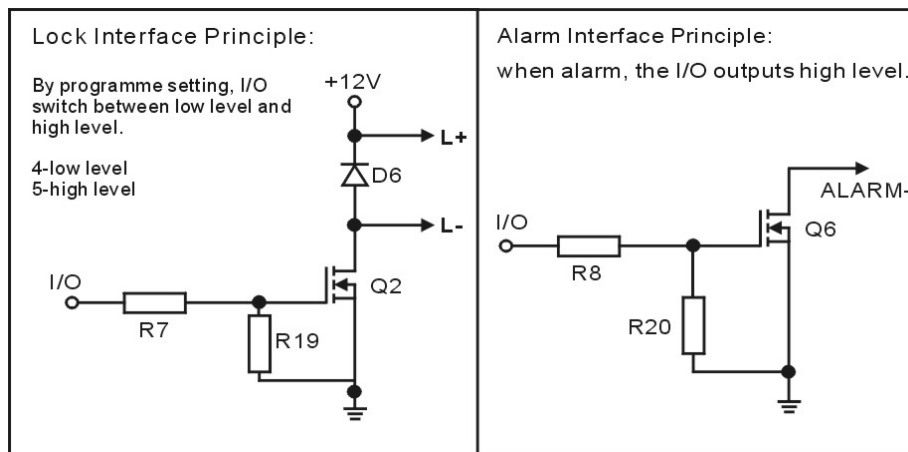 Lock Interface Principle:
By programme setting, I/O
switch between low level and
high level.
4-low level
5-high level
+12V
L+
D6
L-
I/O
R7
R19
Q2
Alarm Interface Principle:
when alarm, the I/O outputs high level.
ALARM-
I/O
R8
Q6
R20